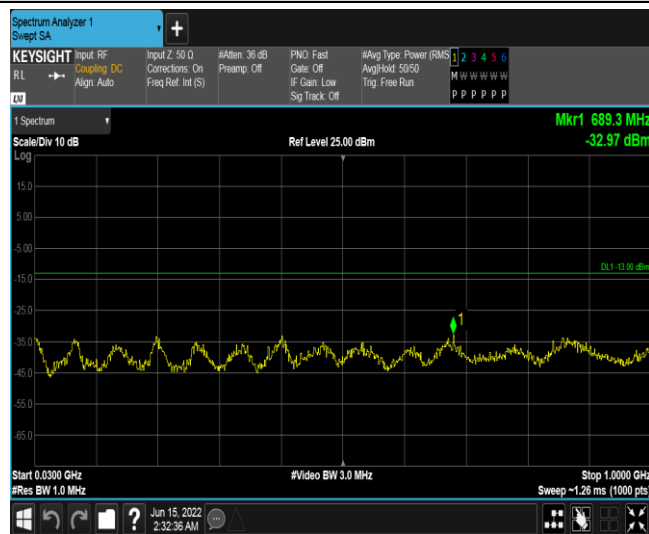 Spectrum Analyzer 1
Swept SA
KEYSIGHT
RL
Input: RF
Coupling: DC
Align: Auto
Input Z: 50 Ω
Corrections: On
Freq Ref: Int (S)
#Atten: 36 dB
Preamp: Off
PNO: Fast
Gate: Off
IF Gain: Low
Sig Track: Off
#Avg Type: Power (RMS
Avg|Hold: 50/50
Trig: Free Run
1 2 3 4 5 6
M W W W W W
P P P P P P
1 Spectrum
Mkr1 689.3 MHz
Scale/Div 10 dB
Ref Level 25.00 dBm
-32.97 dBm
Log
15.0
5.00
-5.00
DL1 -13.00 dBm
-15.0
-25.0
1
-35.0
-45.0
-55.0
-65.0
Start 0.0300 GHz
#Video BW 3.0 MHz
Stop 1.0000 GHz
#Res BW 1.0 MHz
Sweep ~1.26 ms (1000 pts)
?
Jun 15, 2022
2:32:36 AM